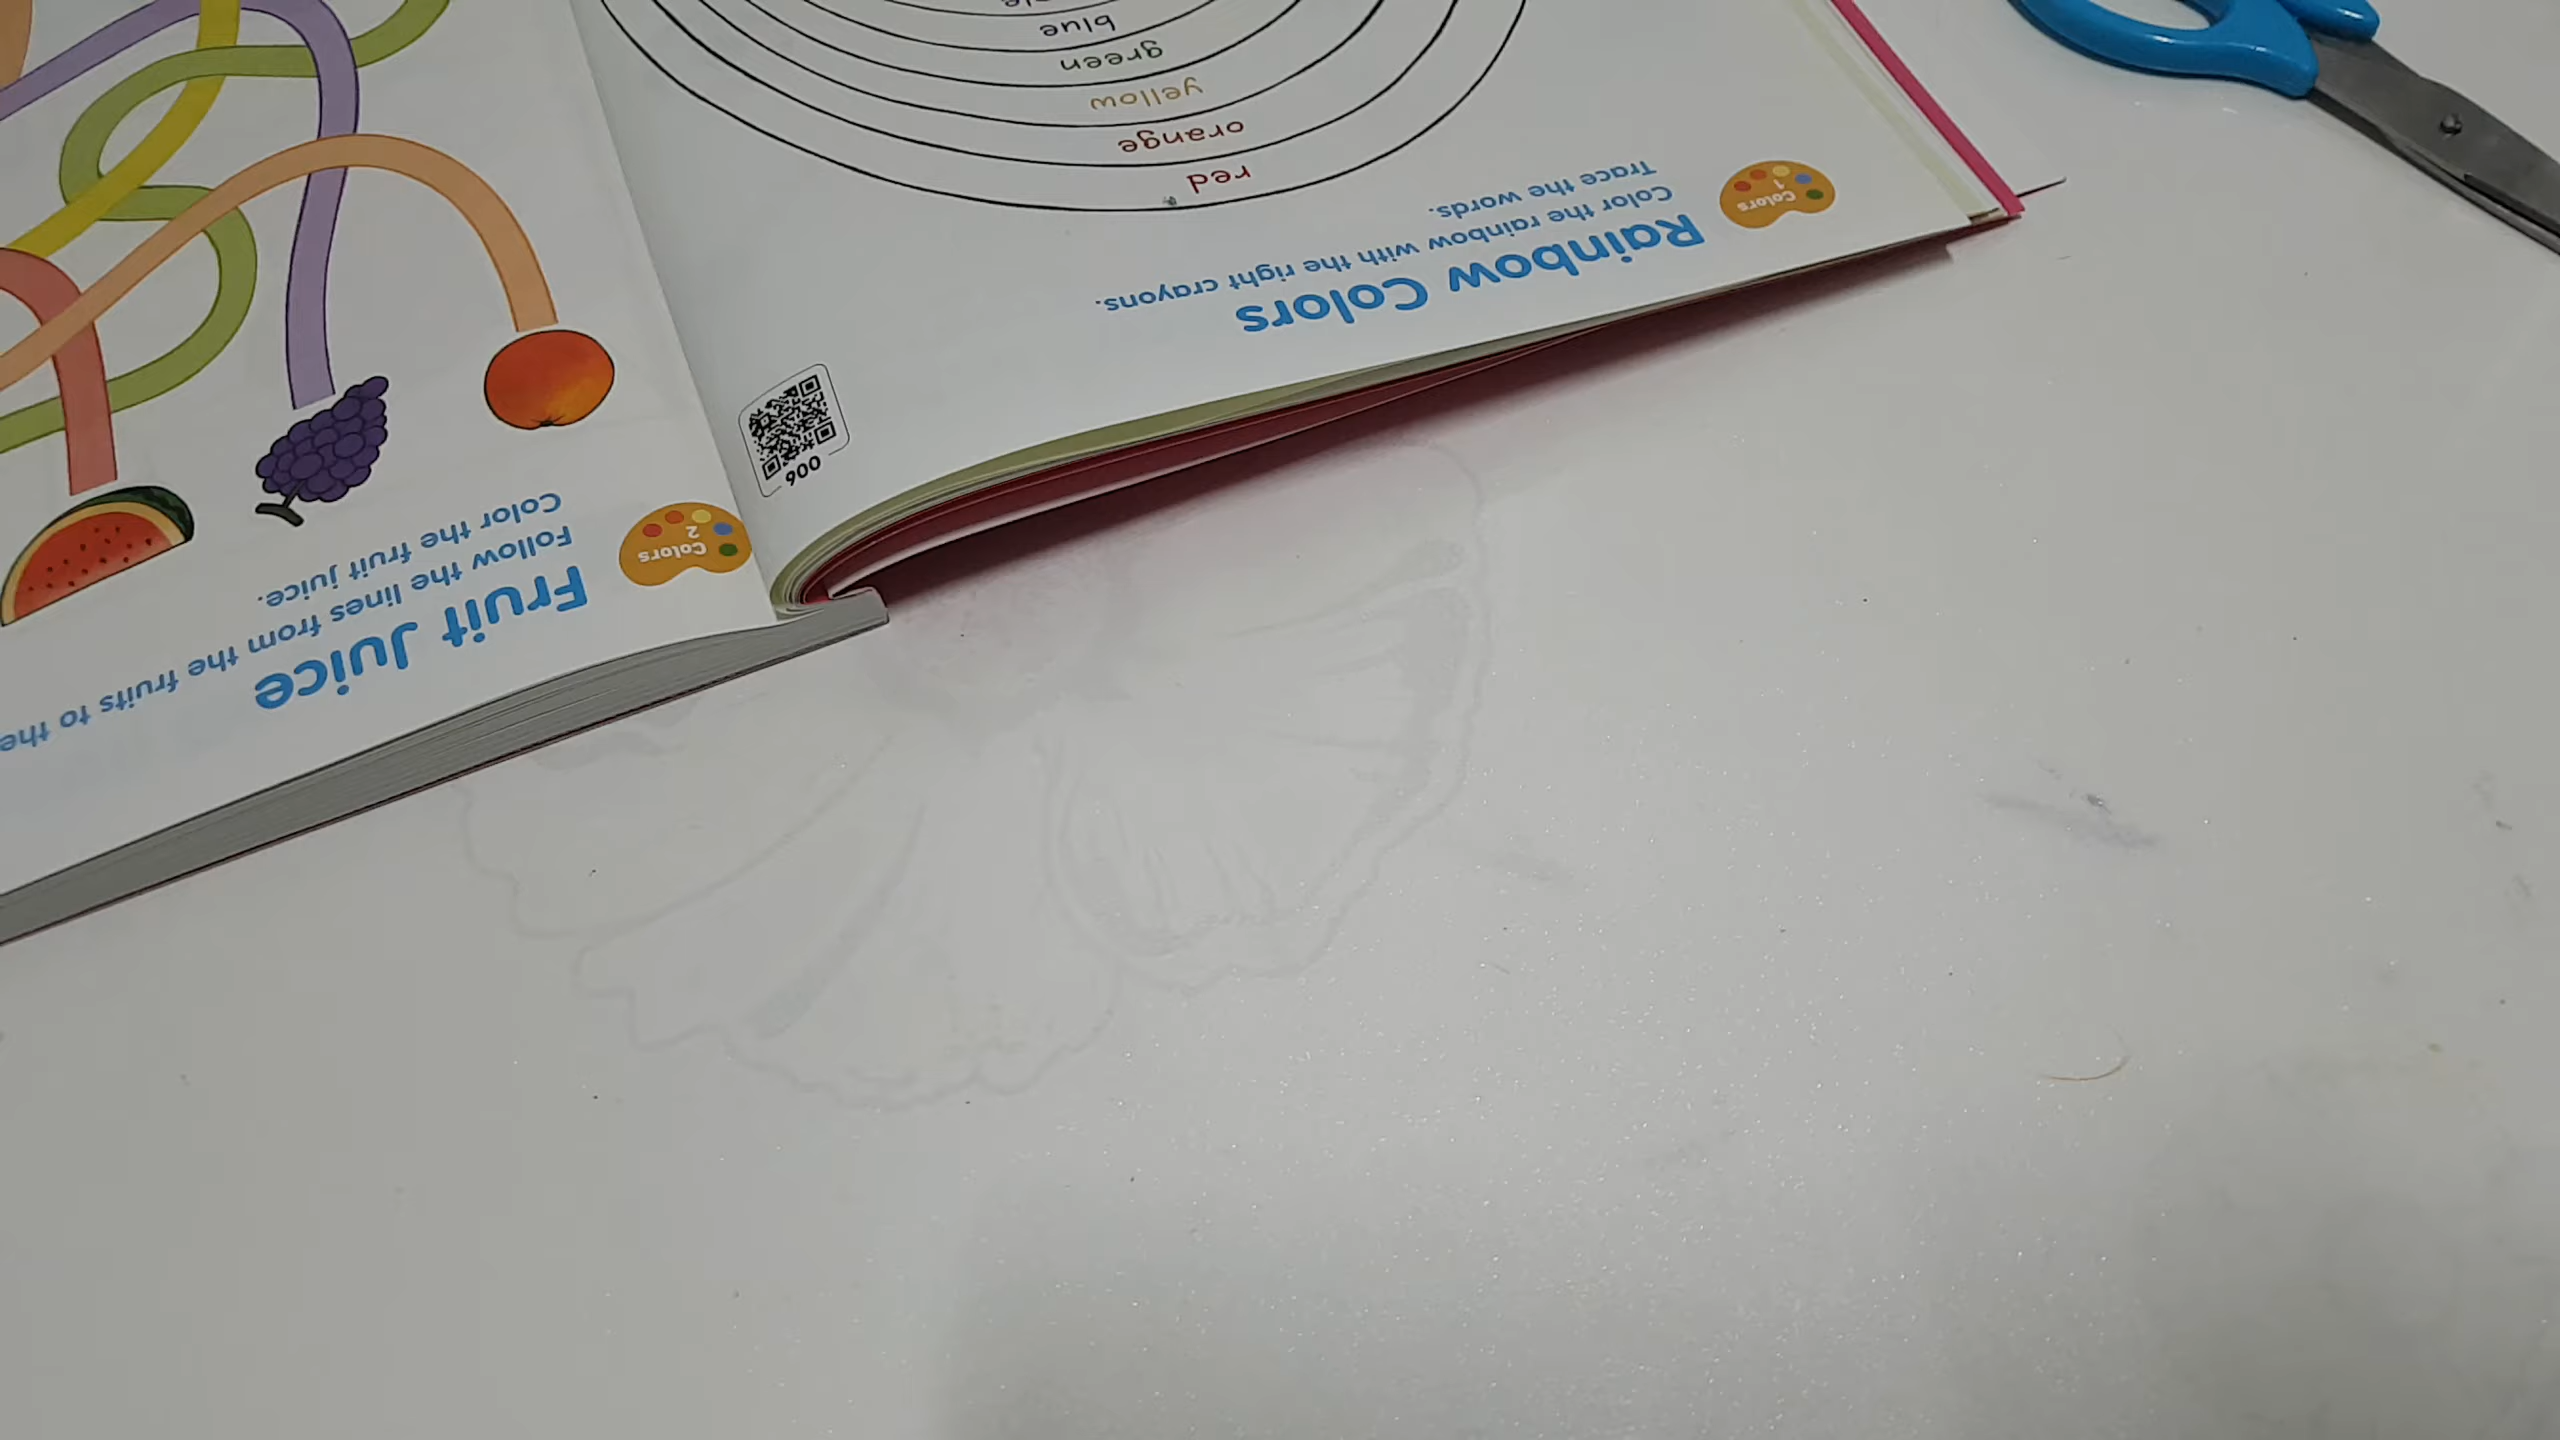 Colors
1
Rainbow Colors
Color the rainbow with the right crayons.
Trace the words.
red
orange
yellow
green
blue
006
Colors
2
Fruit Juice
Follow the lines from the fruits to the
Color the fruit juice.